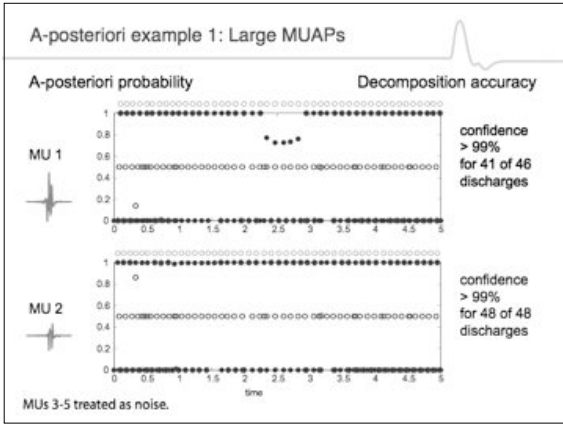 A-posteriori example 1: Large MUAPs
A-posteriori probability
Decomposition accuracy
MU 1
1
0.8
0.6
0.4
0.2
0
0 0.5 1 1.5 2 2.5 3 3.5 4 4.5 5
confidence
> 99%
for 41 of 46
discharges
MU 2
1
0.8
0.6
0.4
0.2
0
0 0.5 1 1.5 2 2.5 3 3.5 4 4.5 5
time
confidence
> 99%
for 48 of 48
discharges
MUs 3-5 treated as noise.